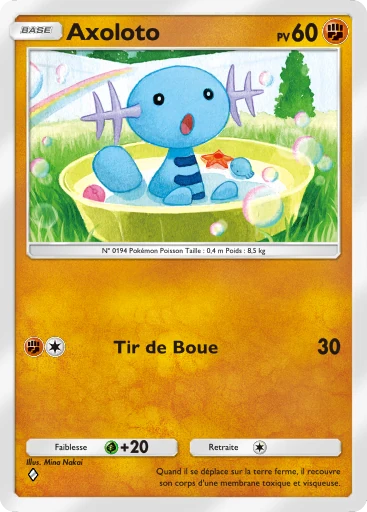 BASE Axoloto PV 60
N° 0194 Pokémon Poisson Taille : 0,4 m Poids : 8,5 kg
Tir de Boue 30
Faiblesse +20 Retraite
Illus. Mina Nakai
Quand il se déplace sur la terre ferme, il recouvre
son corps d'une membrane toxique et visqueuse.